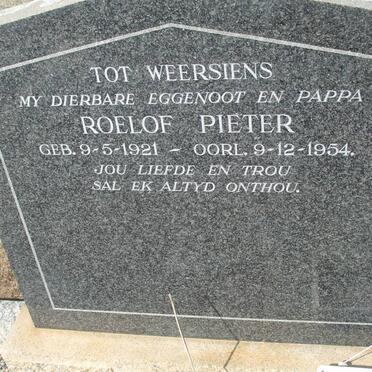 TOT WEERSIENS
MY DIERBARE EGGENOOT EN PAPPA
ROELOF PIETER
GEB. 9-5-1921 - OORL. 9-12-1954.
JOU LIEFDE EN TROU
SAL EK ALTYD ONTHOU.